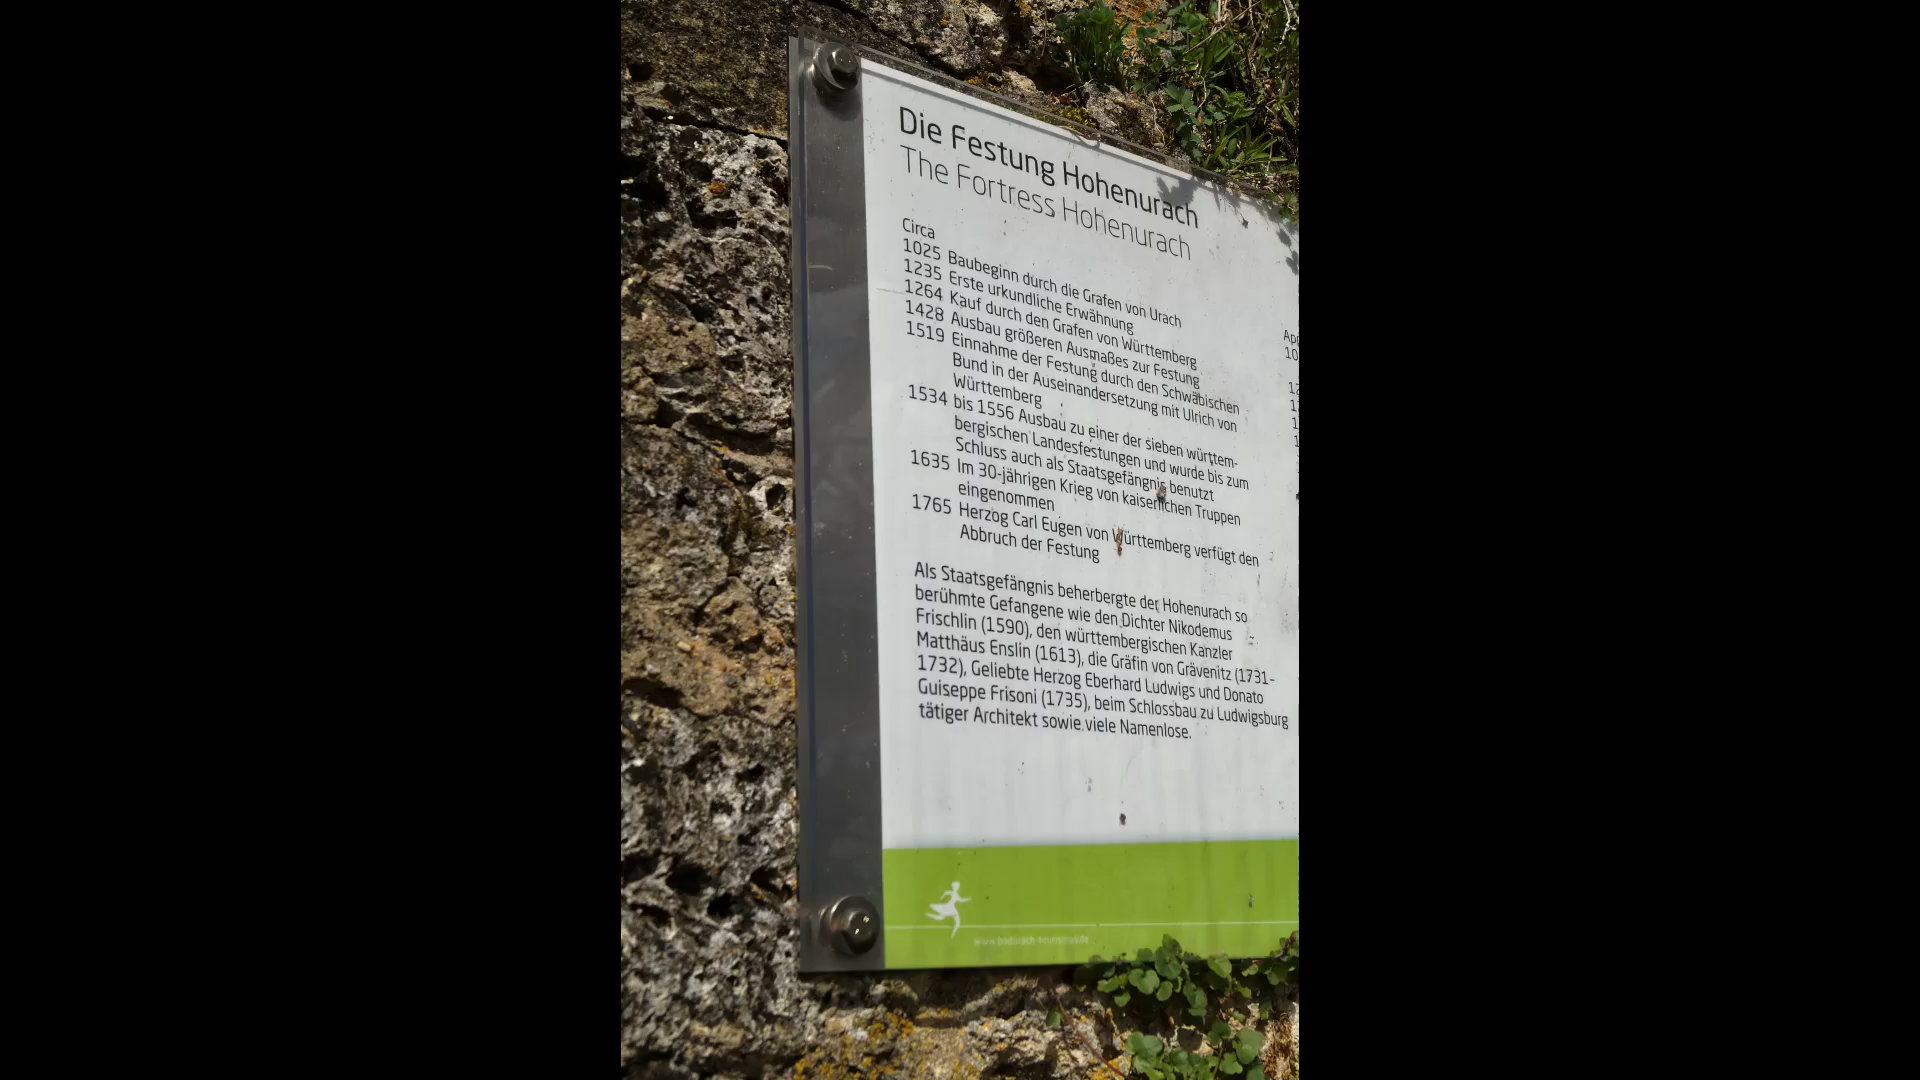 Die Festung Hohenurach
The Fortress Hohenurach
Circa
1025 Baubeginn durch die Grafen von Urach
1235 Erste urkundliche Erwähnung
1264 Kauf durch den Grafen von Württemberg
1428 Ausbau größeren Ausmaßes zur Festung
1519 Einnahme der Festung durch den Schwäbischen
Bund in der Auseinandersetzung mit Ulrich von
Württemberg
1534 bis 1556 Ausbau zu einer der sieben württem-
bergischen Landesfestungen und wurde bis zum
Schluss auch als Staatsgefängnis benutzt
1635 Im 30-jährigen Krieg von kaiserlichen Truppen
eingenommen
1765 Herzog Carl Eugen von Württemberg verfügt den
Abbruch der Festung
Als Staatsgefängnis beherbergte der Hohenurach so
berühmte Gefangene wie den Dichter Nikodemus
Frischlin (1590), den württembergischen Kanzler
Matthäus Enslin (1613), die Gräfin von Grävenitz (1731-
1732), Geliebte Herzog Eberhard Ludwigs und Donato
Guiseppe Frisoni (1735), beim Schlossbau zu Ludwigsburg
tätiger Architekt sowie viele Namenlose.